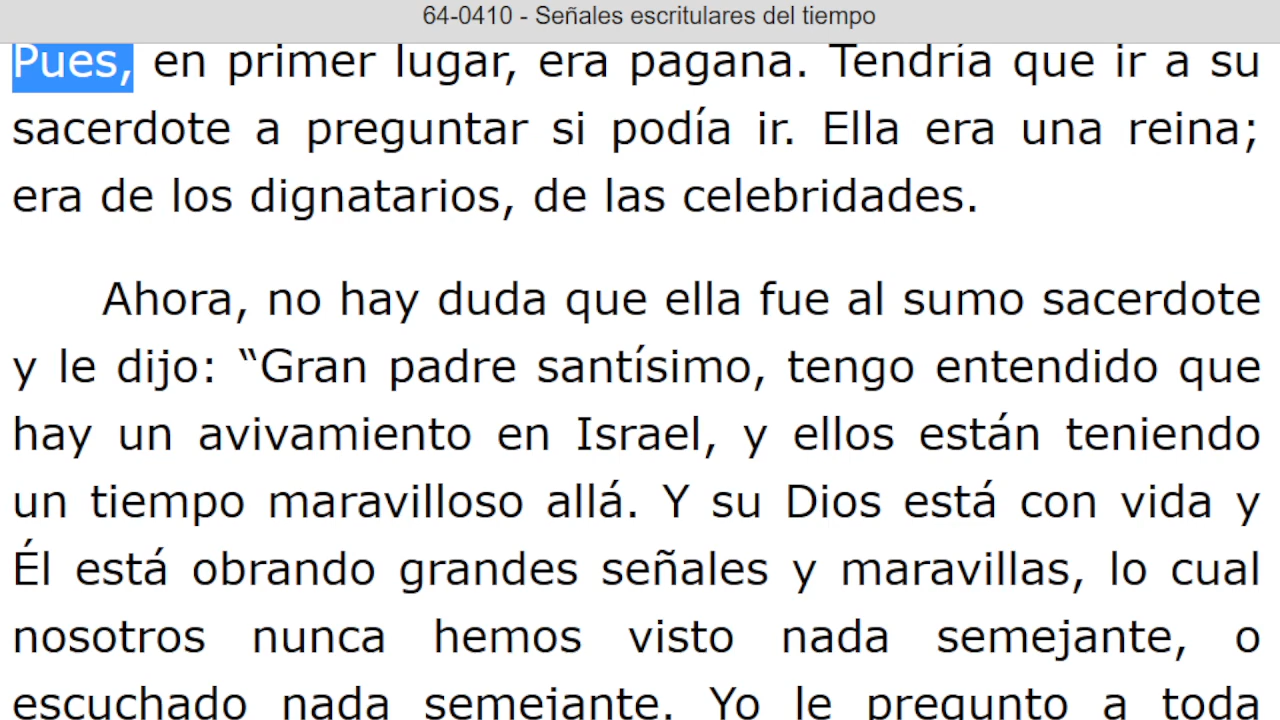 64-0410 - Señales escritulares del tiempo
Pues, en primer lugar, era pagana. Tendría que ir a su
sacerdote a preguntar si podía ir. Ella era una reina;
era de los dignatarios, de las celebridades.
Ahora, no hay duda que ella fue al sumo sacerdote
y le dijo: “Gran padre santísimo, tengo entendido que
hay un avivamiento en Israel, y ellos están teniendo
un tiempo maravilloso allá. Y su Dios está con vida y
Él está obrando grandes señales y maravillas, lo cual
nosotros nunca hemos visto nada semejante, o
escuchado nada semejante. Yo le pregunto a toda